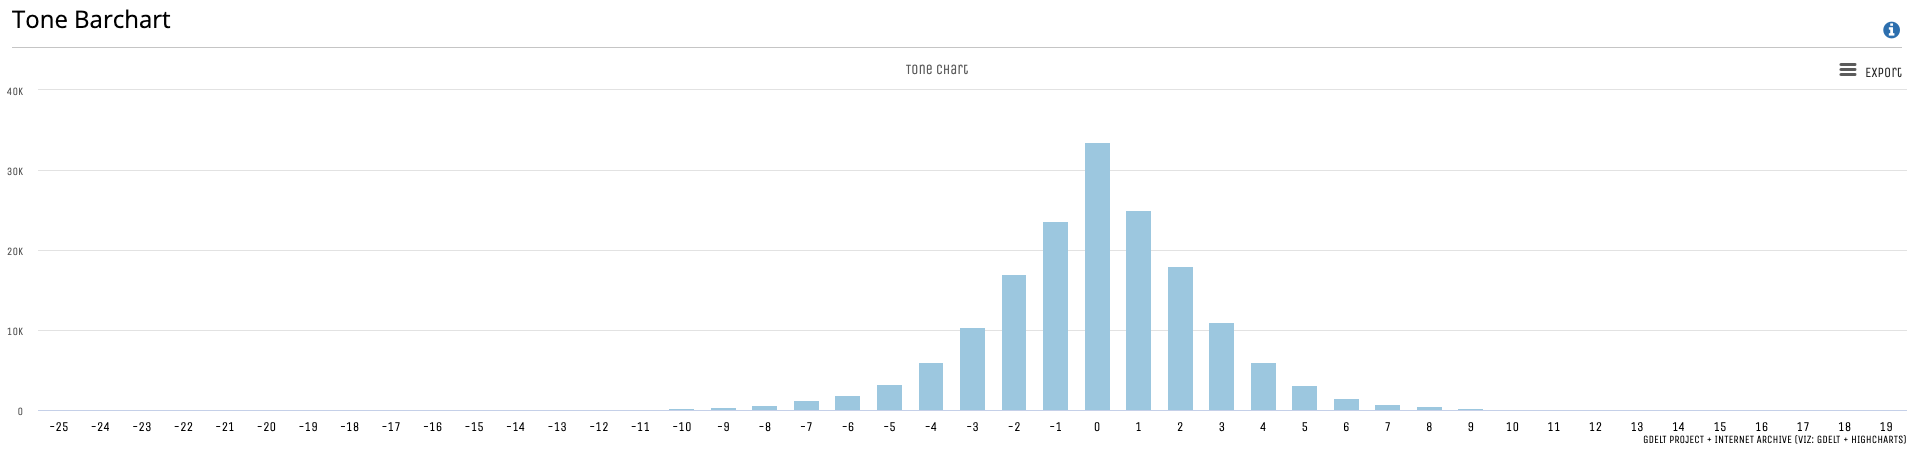 Tone Barchart
Tone Chart
Export
40K
30K
20K
10K
0
-25 -24 -23 -22 -21 -20 -19 -18 -17 -16 -15 -14 -13 -12 -11 -10 -9 -8 -7 -6 -5 -4 -3 -2 -1 0 1 2 3 4 5 6 7 8 9 10 11 12 13 14 15 16 17 18 19
GDELT PROJECT + INTERNET ARCHIVE (VIZ: GDELT + HIGHCHARTS)